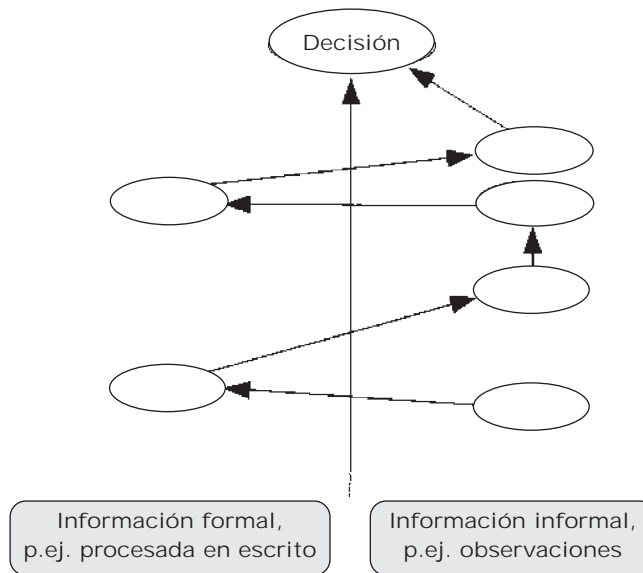 Decisión
Información formal,
p.ej. procesada en escrito
Información informal,
p.ej. observaciones